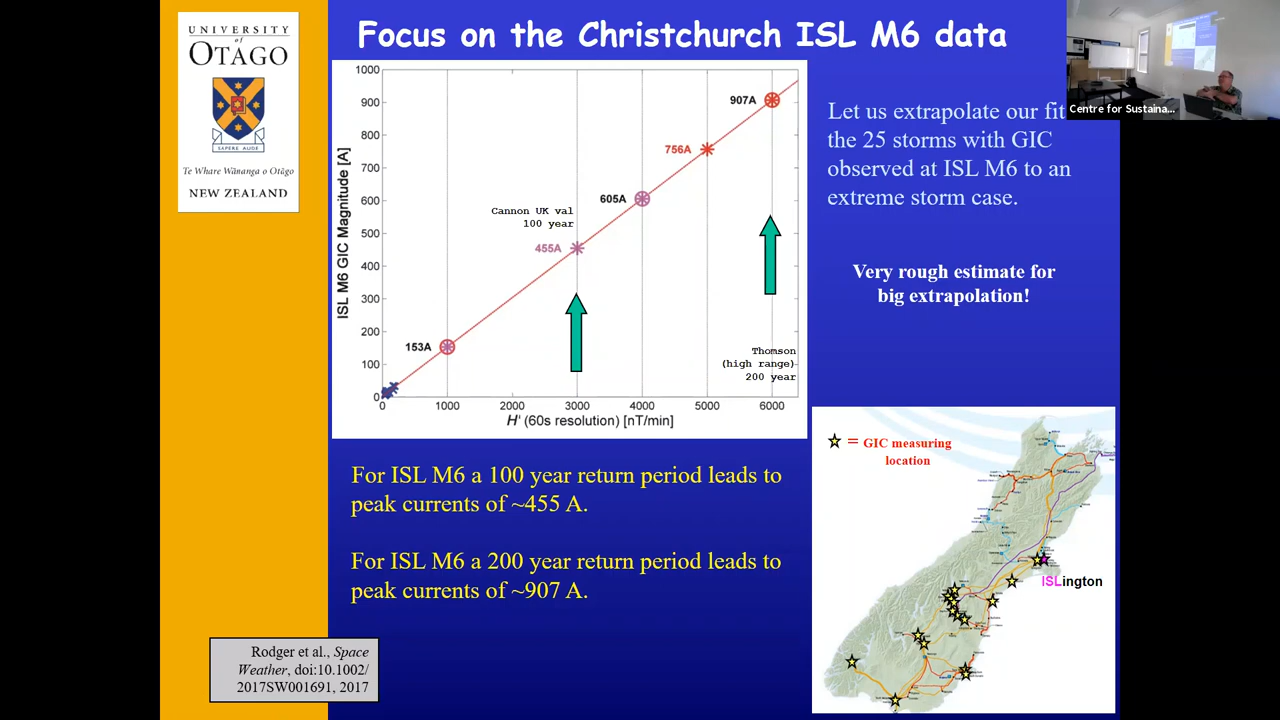 UNIVERSITY
of
OTAGO
SAPERE AUDE
Te Whare Wānanga o Otāgo
NEW ZEALAND
Focus on the Christchurch ISL M6 data
Centre for Sustaina...
ISL M6 GIC Magnitude [A]
1000
900
800
700
600
500
400
300
200
100
0
907A
756A
605A
Cannon UK val
100 year
455A
153A
Thomson
(high range)
200 year
0 1000 2000 3000 4000 5000 6000
H' (60s resolution) [nT/min]
Let us extrapolate our fit
the 25 storms with GIC
observed at ISL M6 to an
extreme storm case.
Very rough estimate for
big extrapolation!
For ISL M6 a 100 year return period leads to
peak currents of ~455 A.
For ISL M6 a 200 year return period leads to
peak currents of ~907 A.
= GIC measuring
location
ISLington
Rodger et al., Space
Weather, doi:10.1002/
2017SW001691, 2017